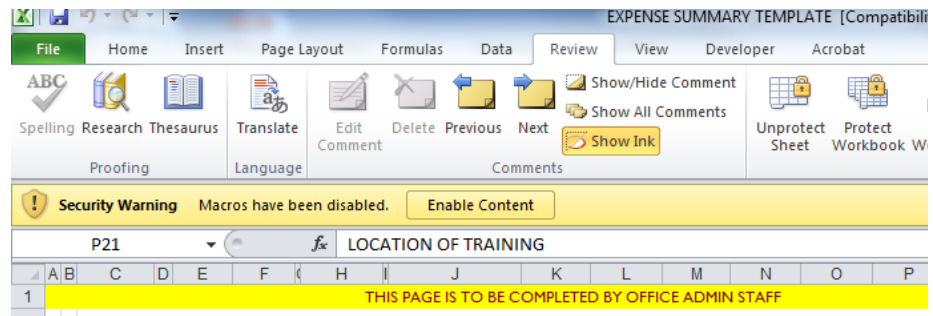 EXPENSE SUMMARY TEMPLATE [Compatibili
File Home Insert Page Layout Formulas Data Review View Developer Acrobat
ABC
Spelling Research Thesaurus Translate Edit Comment Delete Previous Next
Show/Hide Comment
Show All Comments
Show Ink
Unprotect Sheet Protect Workbook
Proofing Language Comments
Security Warning Macros have been disabled. Enable Content
P21 fx LOCATION OF TRAINING
A B C D E F H I J K L M N O P
1 THIS PAGE IS TO BE COMPLETED BY OFFICE ADMIN STAFF